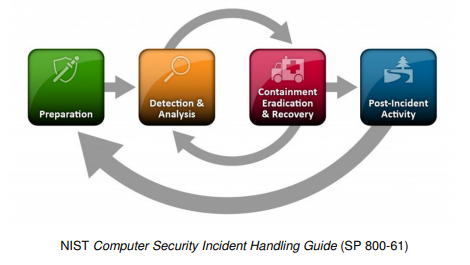 Preparation
Detection &
Analysis
Containment
Eradication
& Recovery
Post-Incident
Activity
NIST Computer Security Incident Handling Guide (SP 800-61)